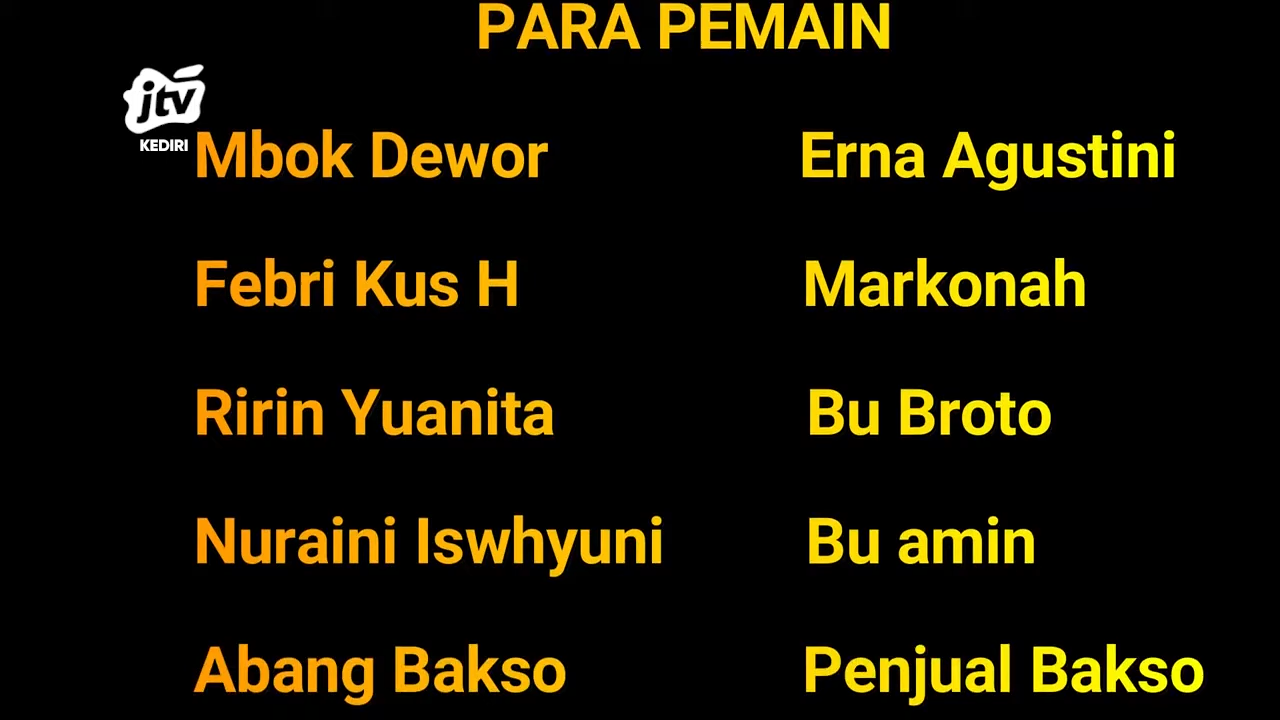 PARA PEMAIN
jtv
KEDIRI
Mbok Dewor Erna Agustini
Febri Kus H Markonah
Ririn Yuanita Bu Broto
Nuraini Iswhyuni Bu amin
Abang Bakso Penjual Bakso